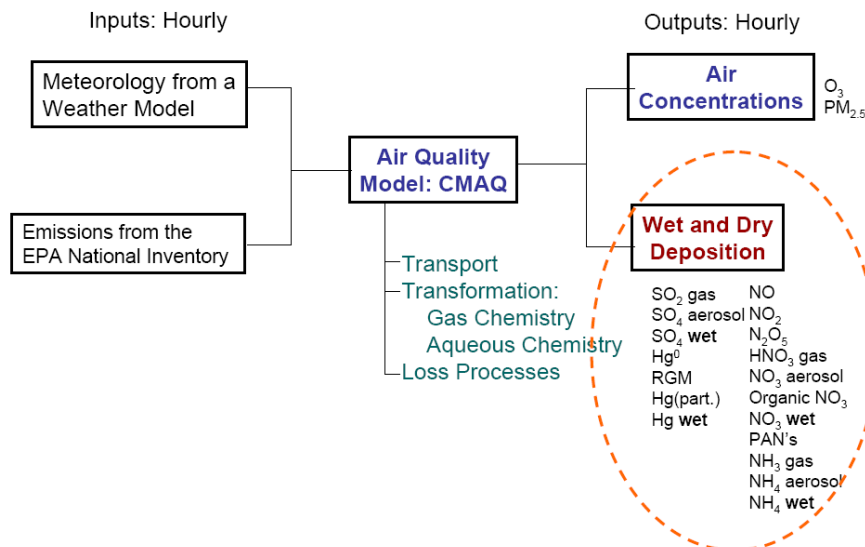 Inputs: Hourly
Outputs: Hourly
Meteorology from a
Weather Model
Emissions from the
EPA National Inventory
Air Quality
Model: CMAQ
Transport
Transformation:
Gas Chemistry
Aqueous Chemistry
Loss Processes
Air
Concentrations
O₃
PM₂.₅
Wet and Dry
Deposition
SO₂ gas
SO₄ aerosol
SO₄ wet
Hg⁰
RGM
Hg(part.)
Hg wet
NO
NO₂
N₂O₅
HNO₃ gas
NO₃ aerosol
Organic NO₃
NO₃ wet
PAN's
NH₃ gas
NH₄ aerosol
NH₄ wet